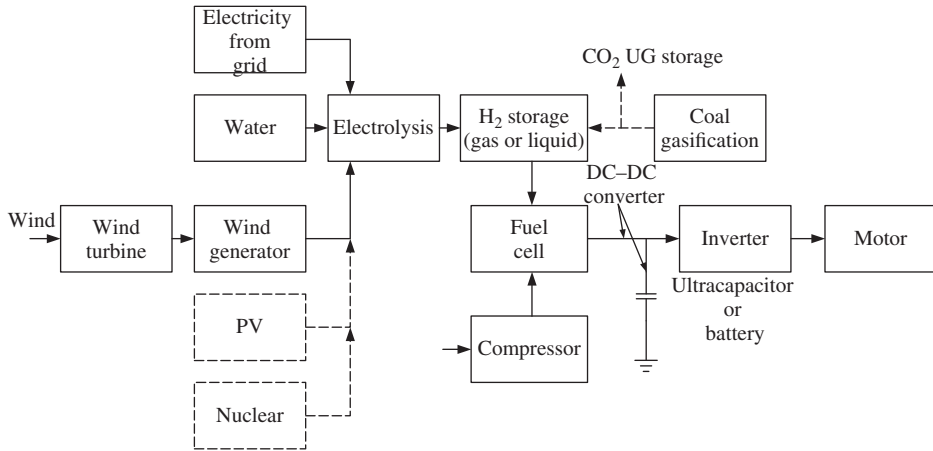 Electricity
from
grid
CO₂ UG storage
Water
Electrolysis
H₂ storage
(gas or liquid)
Coal
gasification
DC–DC
converter
Wind
Wind
turbine
Wind
generator
Fuel
cell
Inverter
Motor
Ultracapacitor
or
battery
PV
Compressor
Nuclear